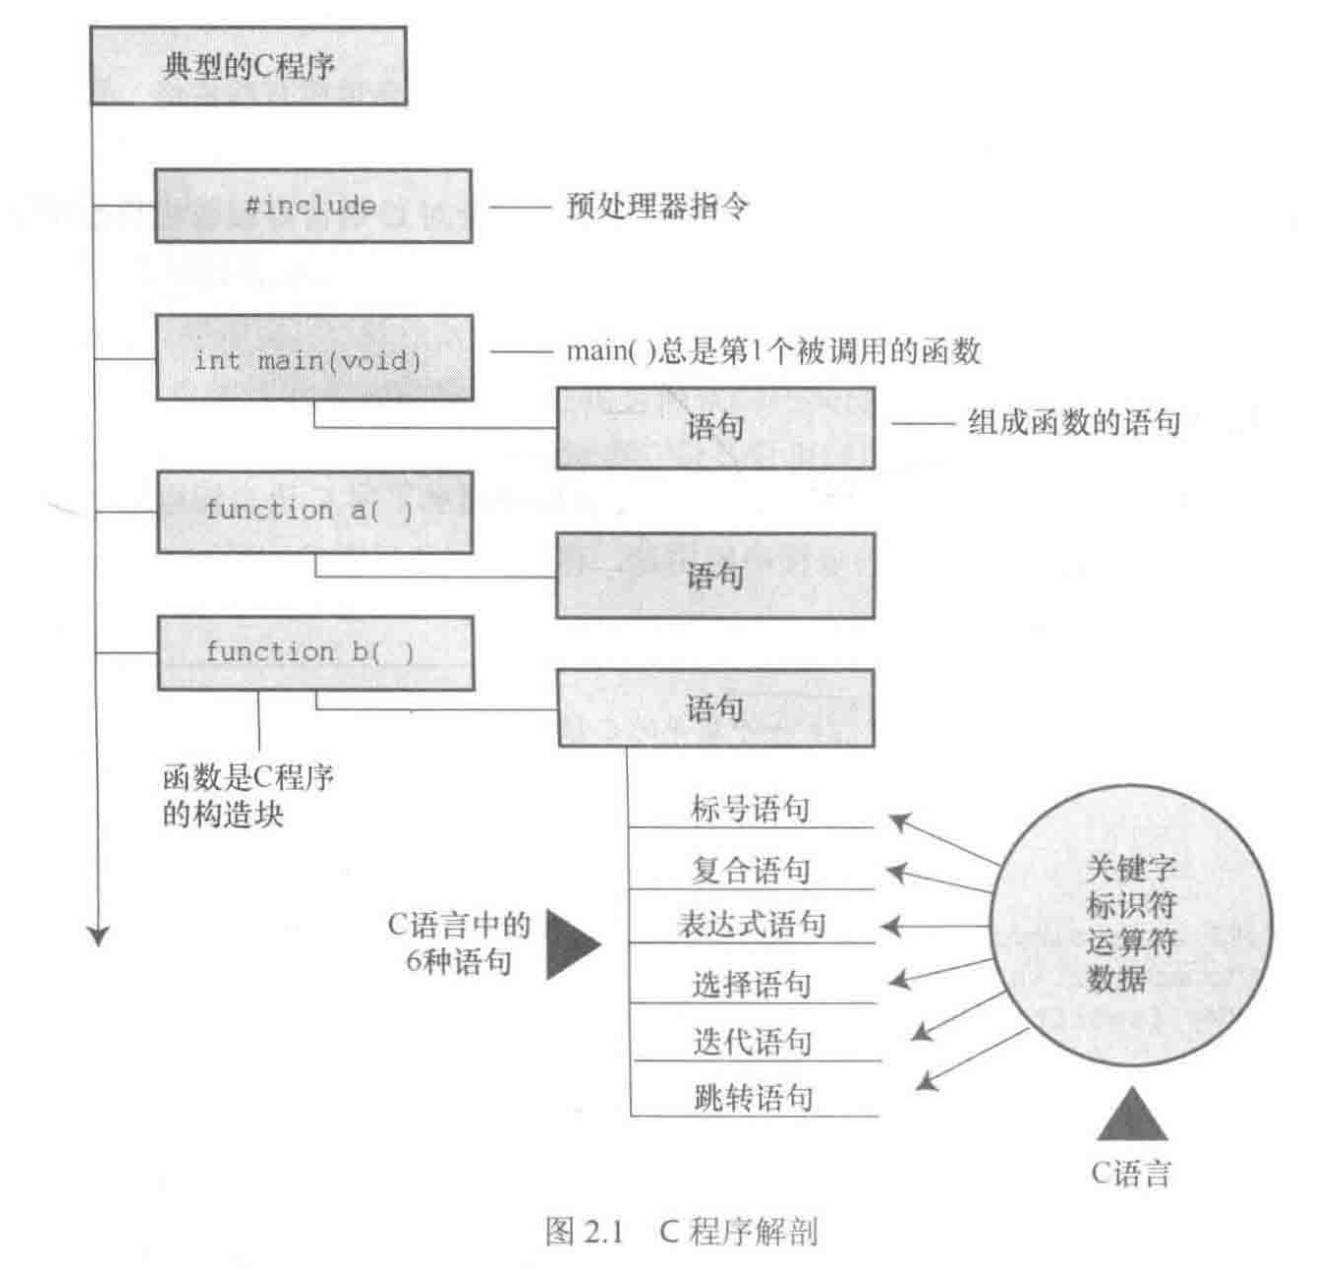 典型的C程序
#include
预处理器指令
int main(void)
main( )总是第1个被调用的函数
语句
组成函数的语句
function a( )
语句
function b( )
语句
函数是C程序
的构造块
标号语句
复合语句
表达式语句
选择语句
迭代语句
跳转语句
C语言中的
6种语句
关键字
标识符
运算符
数据
C语言
图 2.1 C 程序解剖